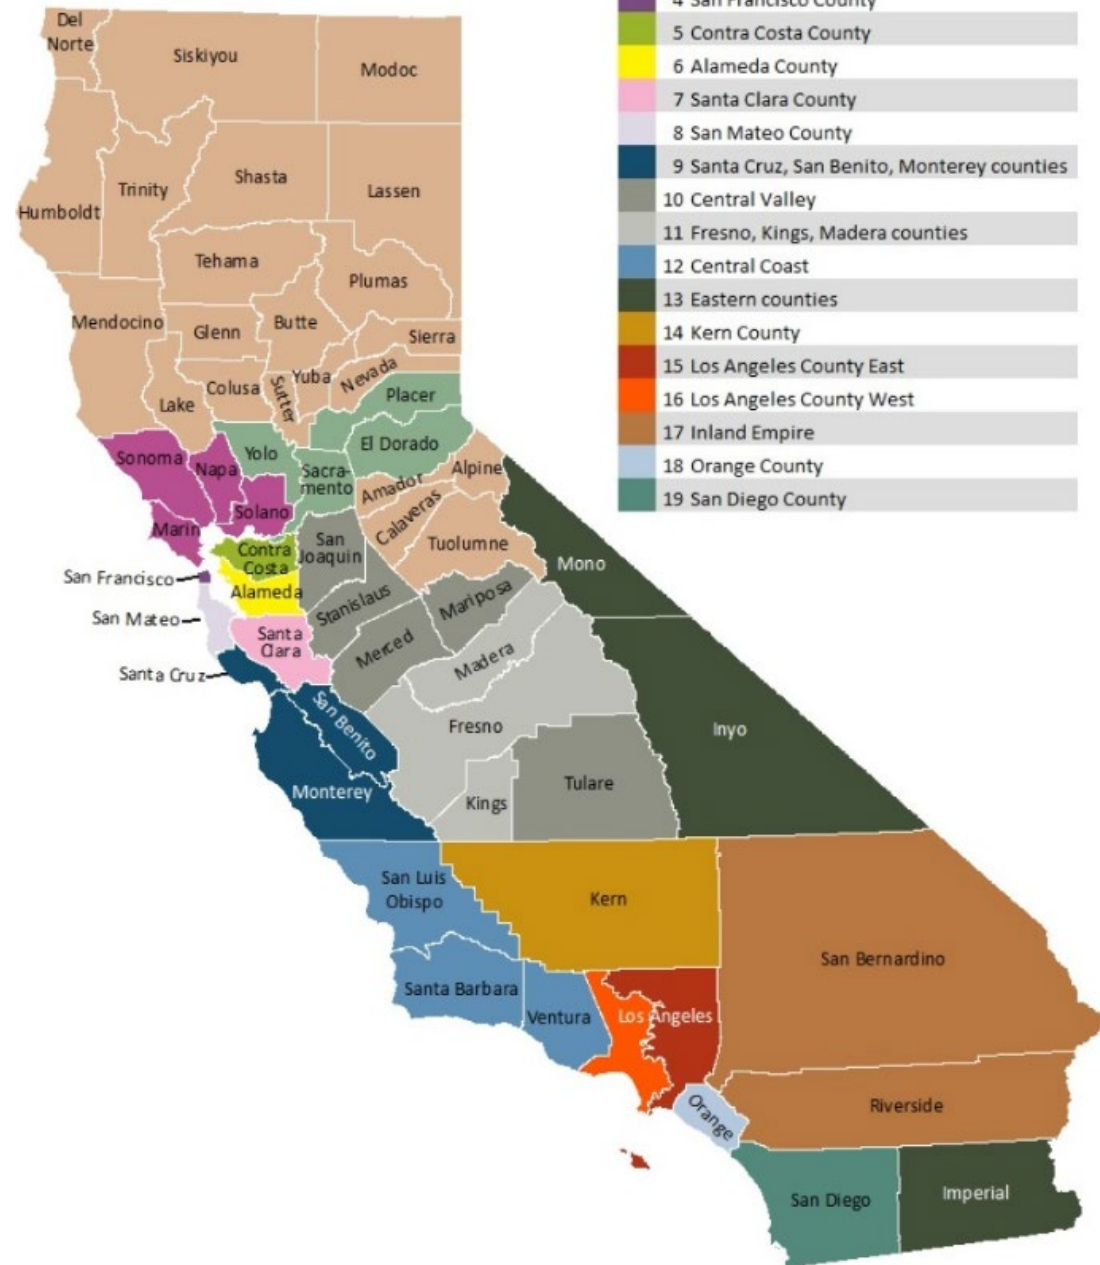 4 San Francisco County
5 Contra Costa County
6 Alameda County
7 Santa Clara County
8 San Mateo County
9 Santa Cruz, San Benito, Monterey counties
10 Central Valley
11 Fresno, Kings, Madera counties
12 Central Coast
13 Eastern counties
14 Kern County
15 Los Angeles County East
16 Los Angeles County West
17 Inland Empire
18 Orange County
19 San Diego County
Del
Norte
Siskiyou
Modoc
Humboldt
Trinity
Shasta
Lassen
Tehama
Plumas
Mendocino
Glenn
Butte
Sierra
Lake
Colusa
Sutter
Yuba
Nevada
Placer
El Dorado
Sonoma
Napa
Yolo
Sacra-
mento
Amador
Alpine
Marin
Solano
Calaveras
Tuolumne
Mono
Contra
Costa
San
Joaquin
San Francisco
Alameda
Stanislaus
Mariposa
San Mateo
Santa
Clara
Merced
Madera
Santa Cruz
San Benito
Fresno
Inyo
Monterey
Kings
Tulare
San Luis
Obispo
Kern
San Bernardino
Santa Barbara
Ventura
Los Angeles
Orange
Riverside
San Diego
Imperial